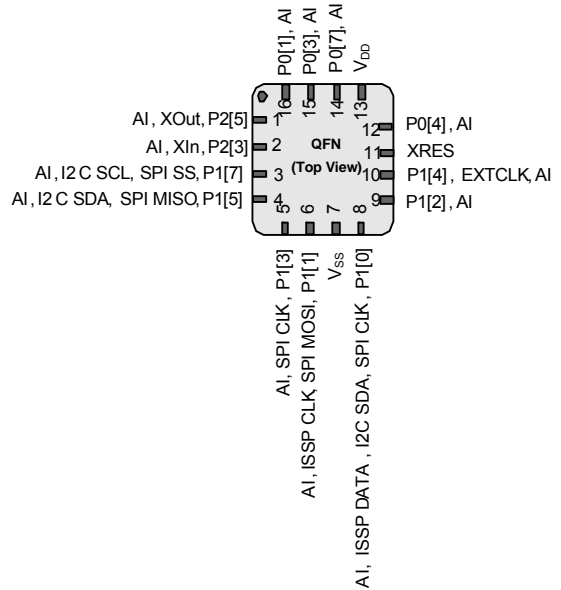 P0[1], AI
P0[3], AI
P0[7], AI
VDD
16
15
14
13
AI, XOut, P2[5]
1
AI, XIn, P2[3]
2
AI, I2 C SCL, SPI SS, P1[7]
3
AI, I2 C SDA, SPI MISO, P1[5]
4
QFN
(Top View)
12
P0[4], AI
11
XRES
10
P1[4], EXTCLK, AI
9
P1[2], AI
5
6
7
8
AI, SPI CLK, P1[3]
AI, ISSP CLK, SPI MOSI, P1[1]
VSS
AI, ISSP DATA, I2C SDA, SPI CLK, P1[0]